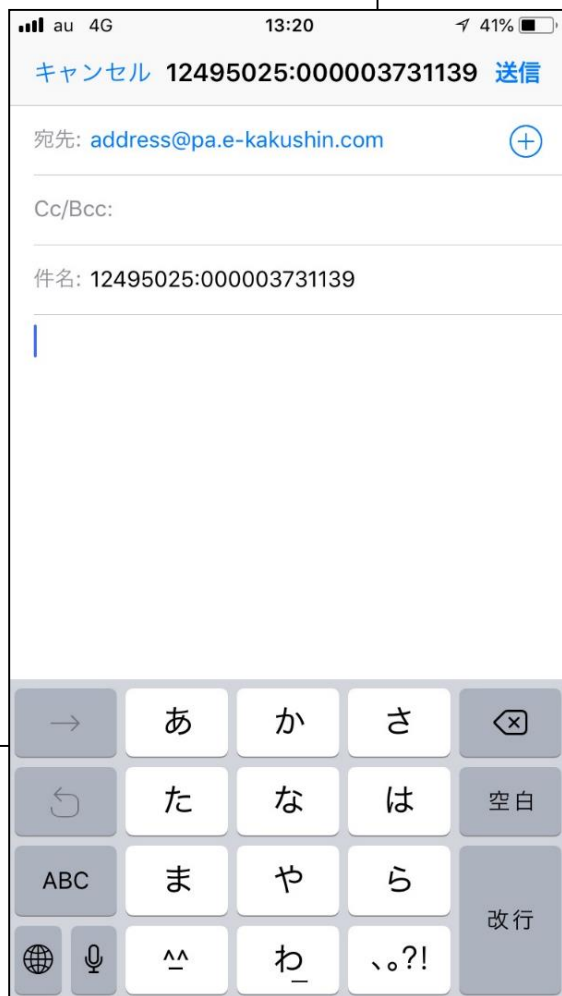 au 4G 13:20 41%
キャンセル 12495025:000003731139 送信
宛先: address@pa.e-kakushin.com
Cc/Bcc:
件名: 12495025:000003731139
→ あ か さ
た な は 空白
ABC ま や ら 改行
^^ わ 、。?!